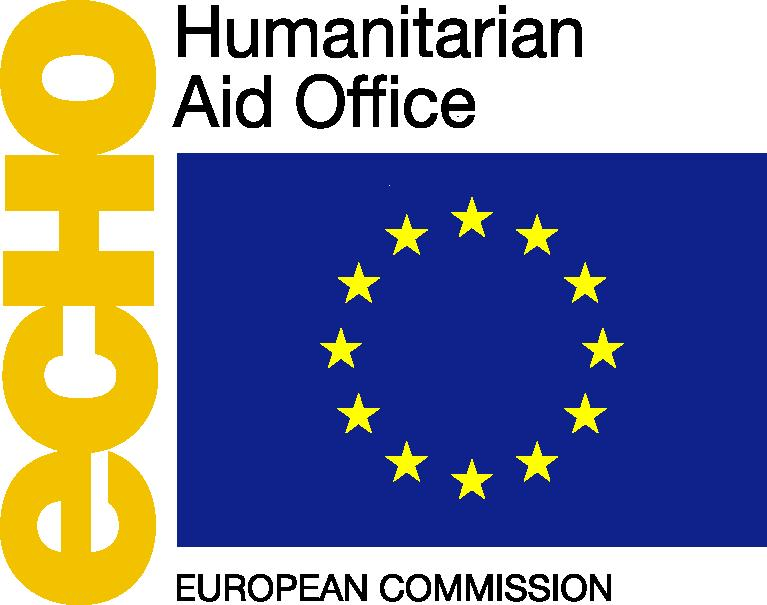 ECHO
Humanitarian
Aid Office
EUROPEAN COMMISSION